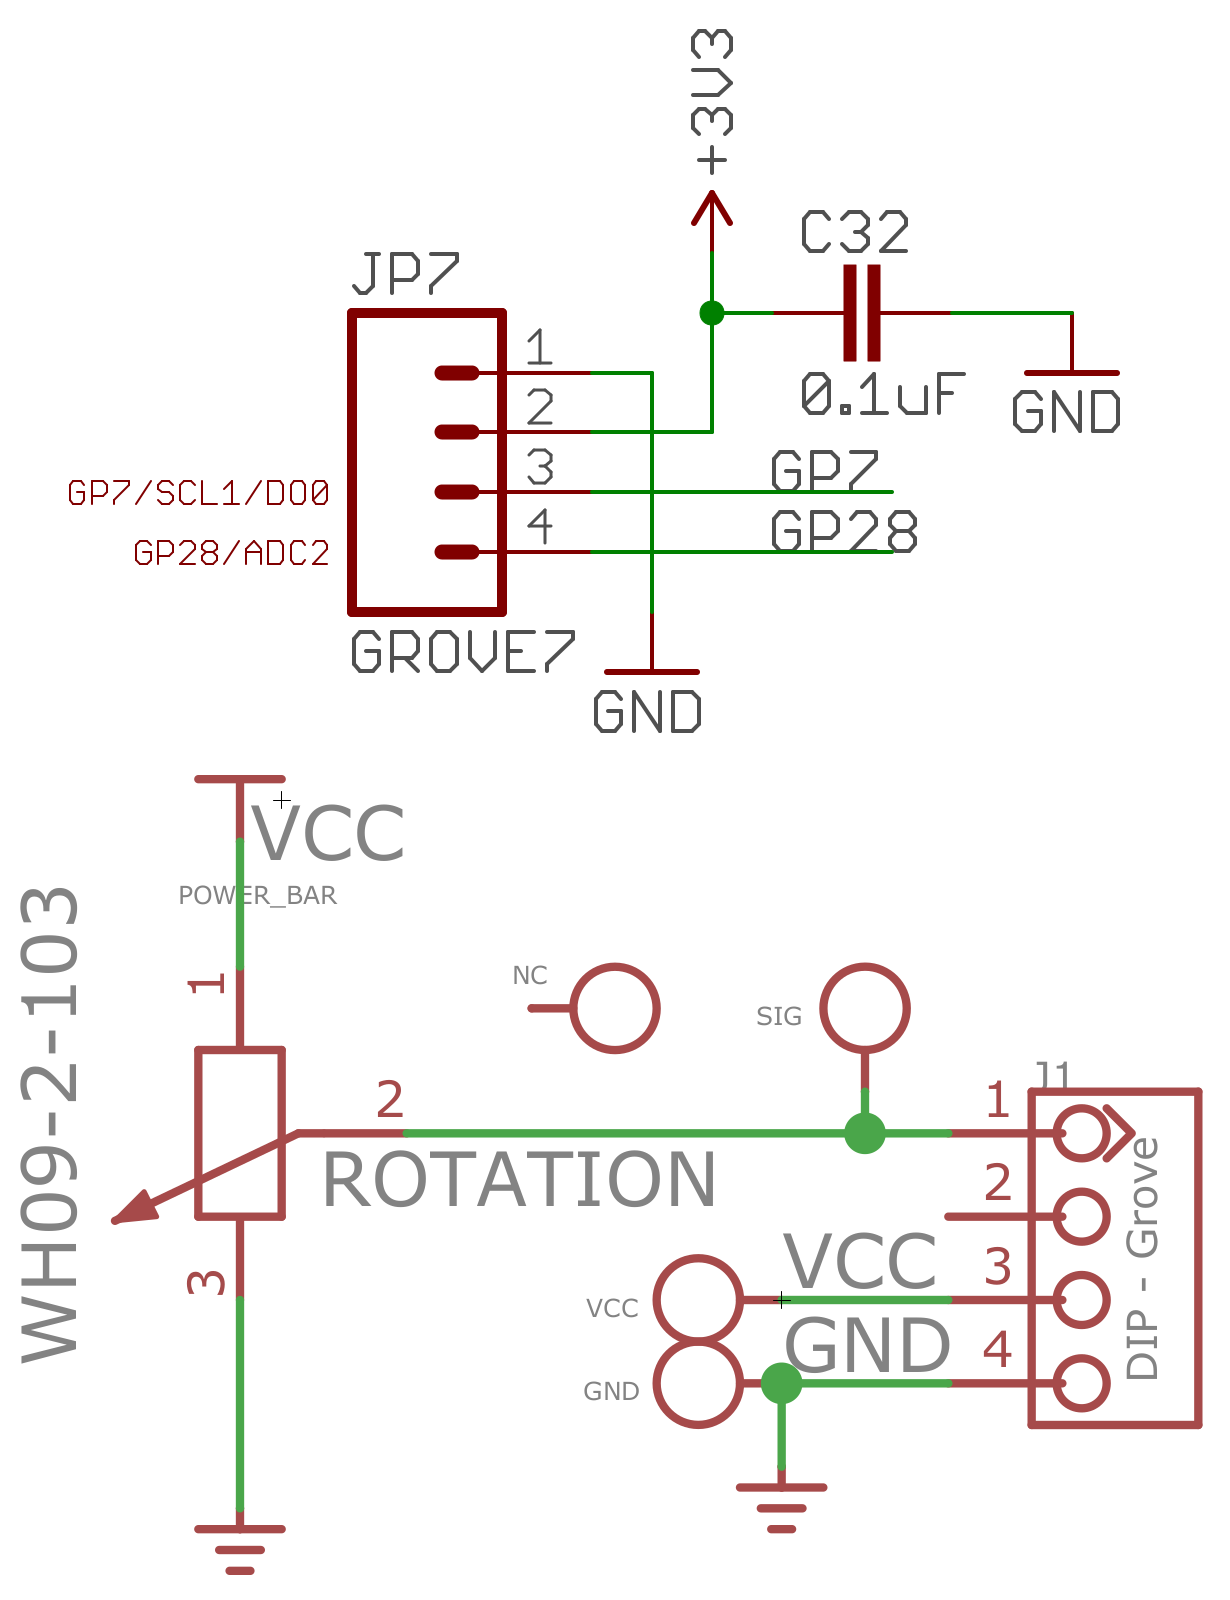 +3V3
C32
JP7
1
0.1uF
GND
2
3
GP7
GP7/SCL1/DO0
4
GP28
GP28/ADC2
GROVE7
GND
VCC
POWER_BAR
WH09-2-103
1
NC
SIG
J1
2
1
ROTATION
2
DIP - Grove
VCC
3
3
VCC
GND
4
GND